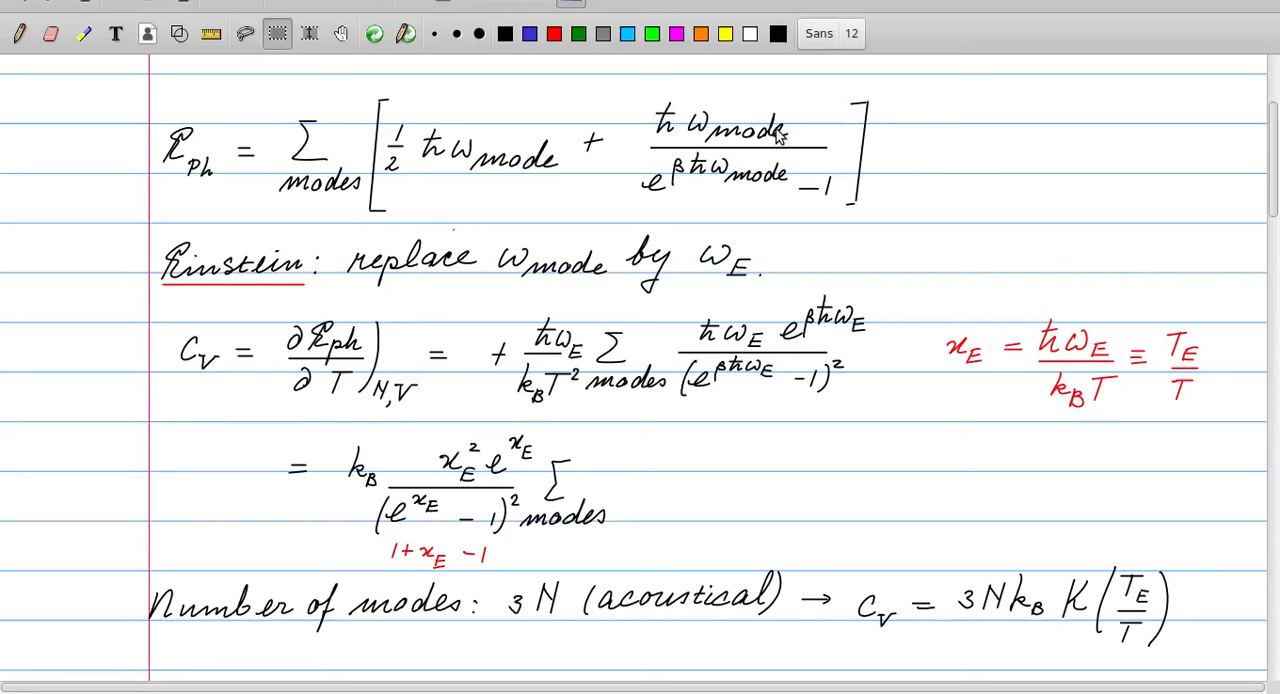 T Sans 12
E_ph = Σ_modes [ 1/2 ħω_mode + ħω_mode / (e^{βħω_mode} - 1) ]
Einstein: replace ω_mode by ω_E.
C_V = ∂E_ph/∂T )_{N,V} = + ħω_E/(k_B T²) Σ_modes ħω_E e^{βħω_E} / (e^{βħω_E} - 1)² x_E = ħω_E/(k_B T) ≡ T_E/T
= k_B x_E² e^{x_E} / (e^{x_E} - 1)² Σ_modes
1 + x_E - 1
Number of modes: 3N (acoustical) → C_V = 3Nk_B K(T_E/T)